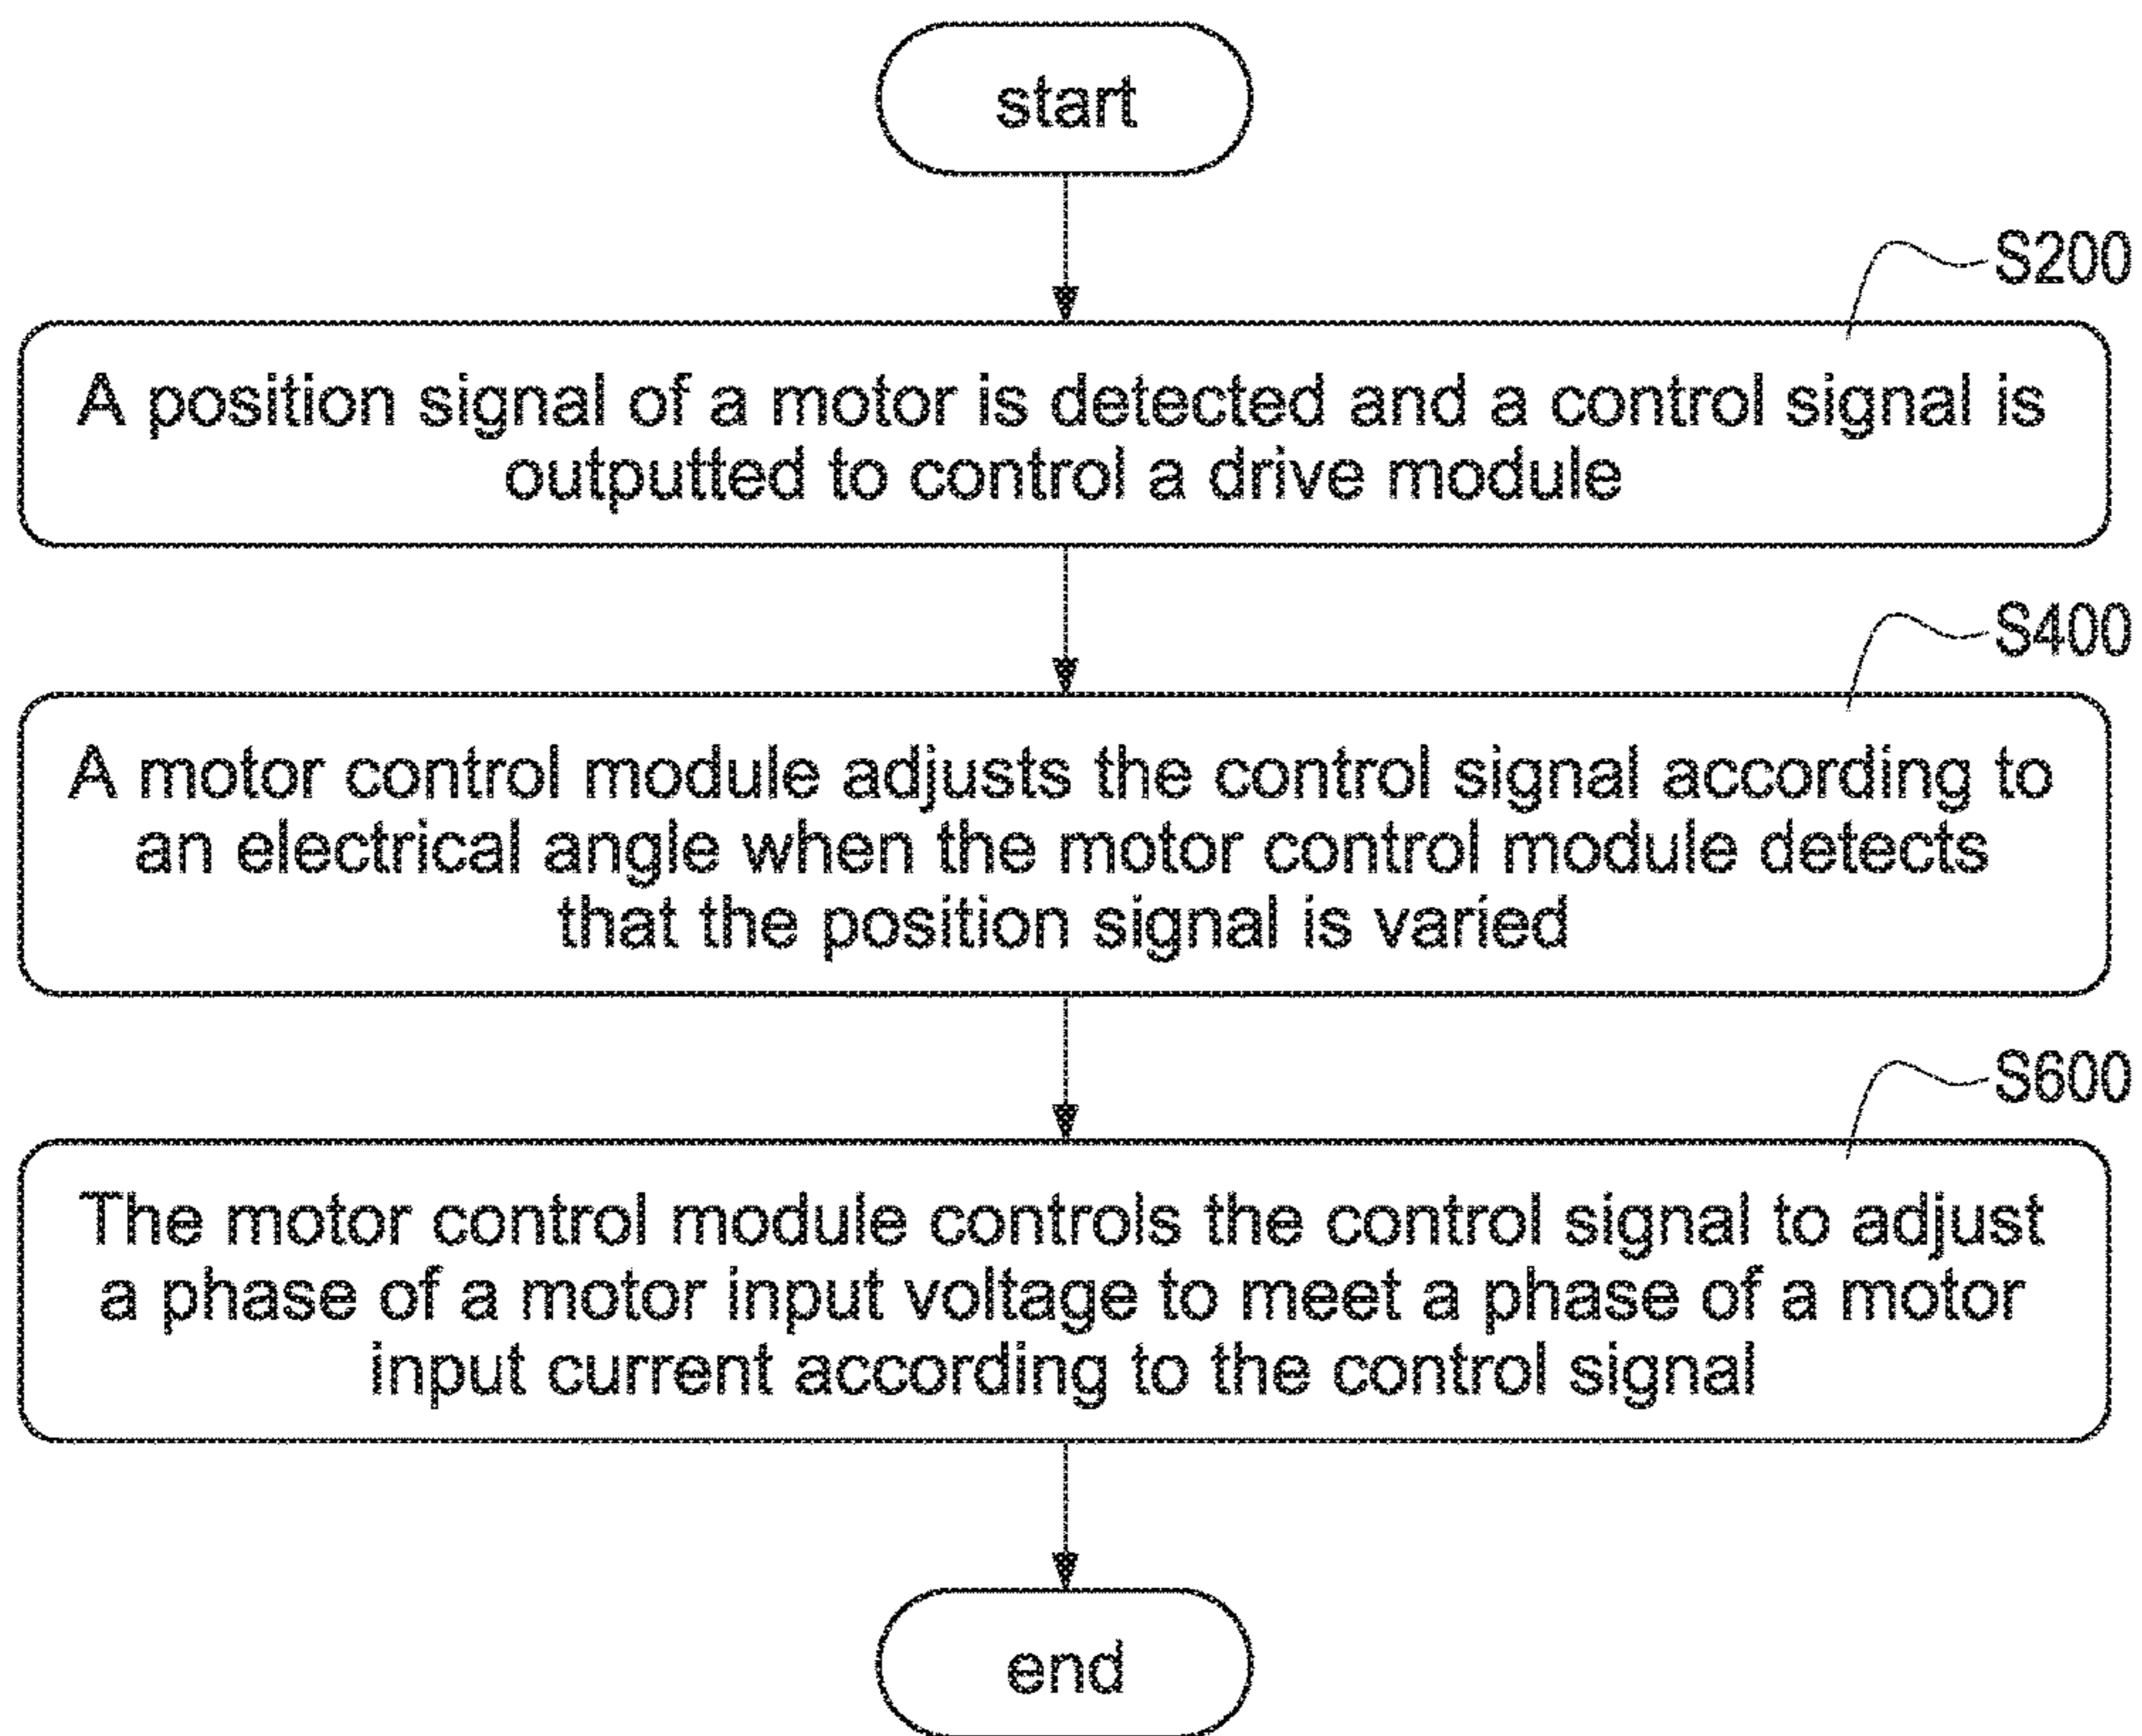 start
S200
A position signal of a motor is detected and a control signal is
outputted to control a drive module
S400
A motor control module adjusts the control signal according to
an electrical angle when the motor control module detects
that the position signal is varied
S600
The motor control module controls the control signal to adjust
a phase of a motor input voltage to meet a phase of a motor
input current according to the control signal
end